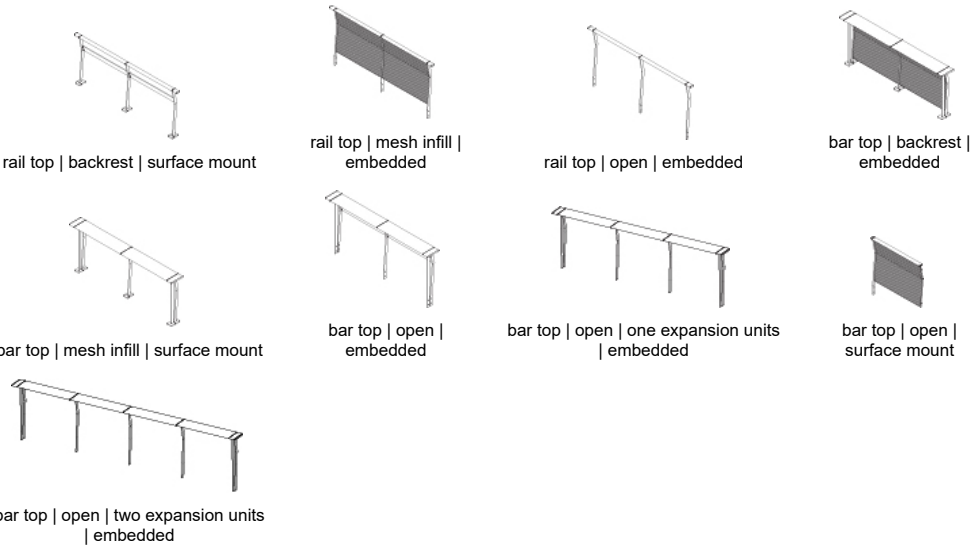 rail top | backrest | surface mount
rail top | mesh infill |
embedded
rail top | open | embedded
bar top | backrest |
embedded
bar top | mesh infill | surface mount
bar top | open |
embedded
bar top | open | one expansion units
| embedded
bar top | open |
surface mount
bar top | open | two expansion units
| embedded